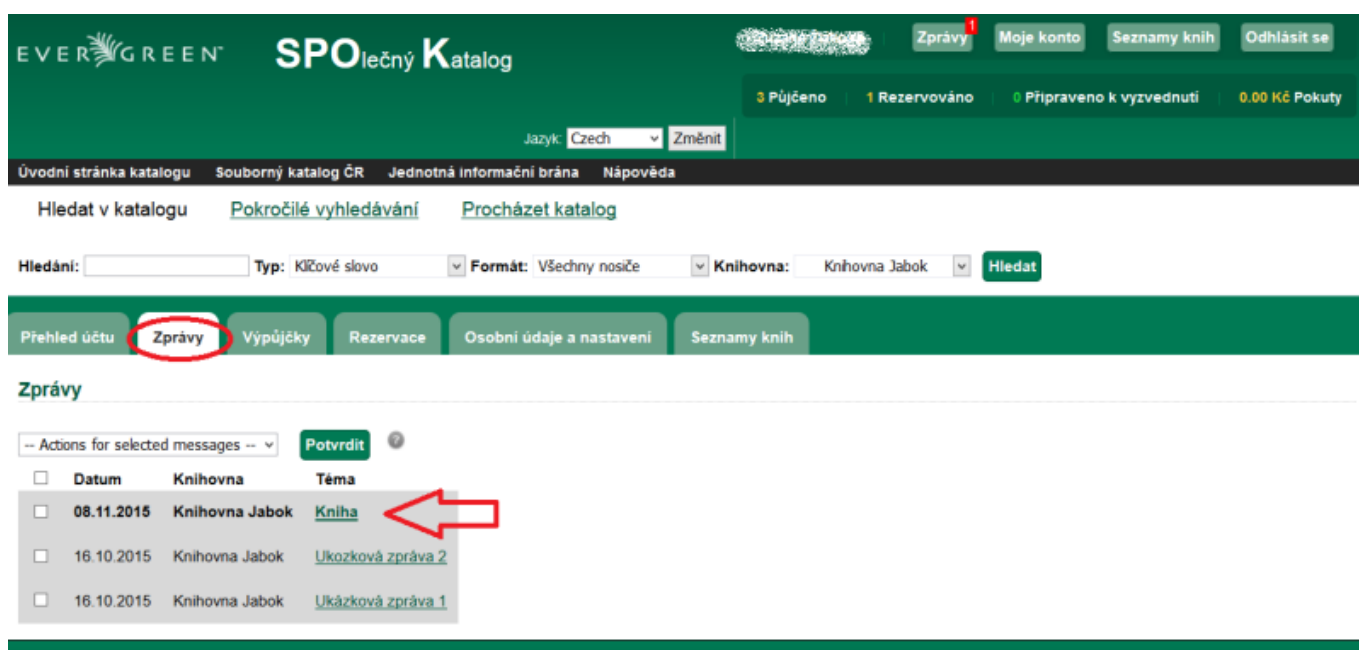 EVERGREEN SPOlečný Katalog
Zprávy 1 Moje konto Seznamy knih Odhlásit se
3 Půjčeno 1 Rezervováno 0 Připraveno k vyzvednutí 0.00 Kč Pokuty
Jazyk: Czech Změnit
Úvodní stránka katalogu Souborný katalog ČR Jednotná informační brána Nápověda
Hledat v katalogu Pokročilé vyhledávání Procházet katalog
Hledání: Typ: Klíčové slovo Formát: Všechny nosiče Knihovna: Knihovna Jabok Hledat
Přehled účtu Zprávy Výpůjčky Rezervace Osobní údaje a nastavení Seznamy knih
Zprávy
-- Actions for selected messages -- Potvrdit ?
Datum Knihovna Téma
08.11.2015 Knihovna Jabok Kniha
16.10.2015 Knihovna Jabok Ukozková zpráva 2
16.10.2015 Knihovna Jabok Ukázková zpráva 1